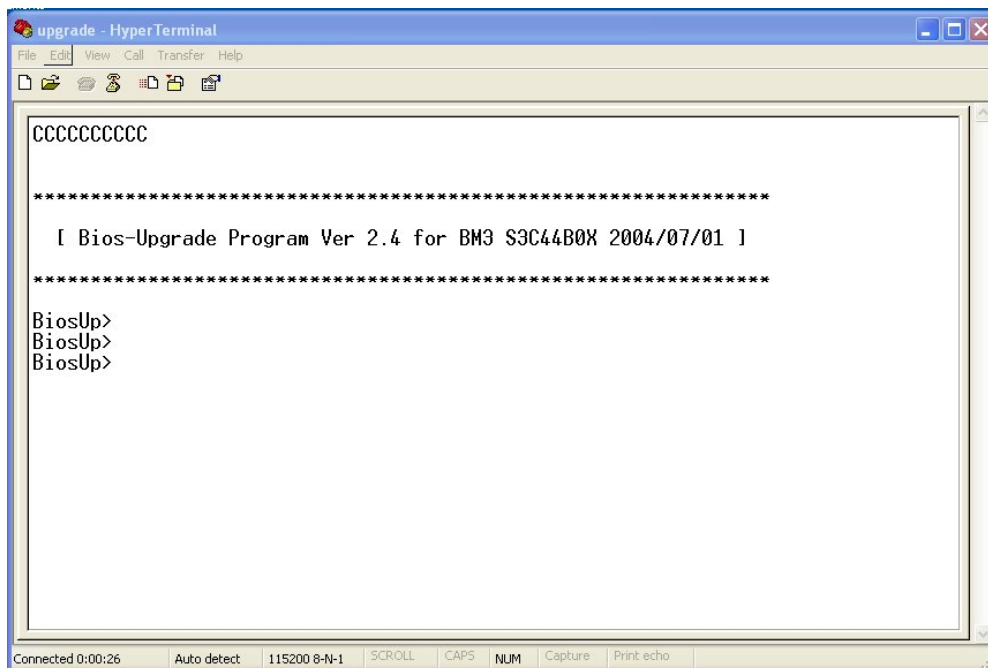 upgrade - HyperTerminal
File Edit View Call Transfer Help
CCCCCCCCCC
****************************************************************
[ Bios-Upgrade Program Ver 2.4 for BM3 S3C44B0X 2004/07/01 ]
****************************************************************
BiosUp>
BiosUp>
BiosUp>
Connected 0:00:26 Auto detect 115200 8-N-1 SCROLL CAPS NUM Capture Print echo